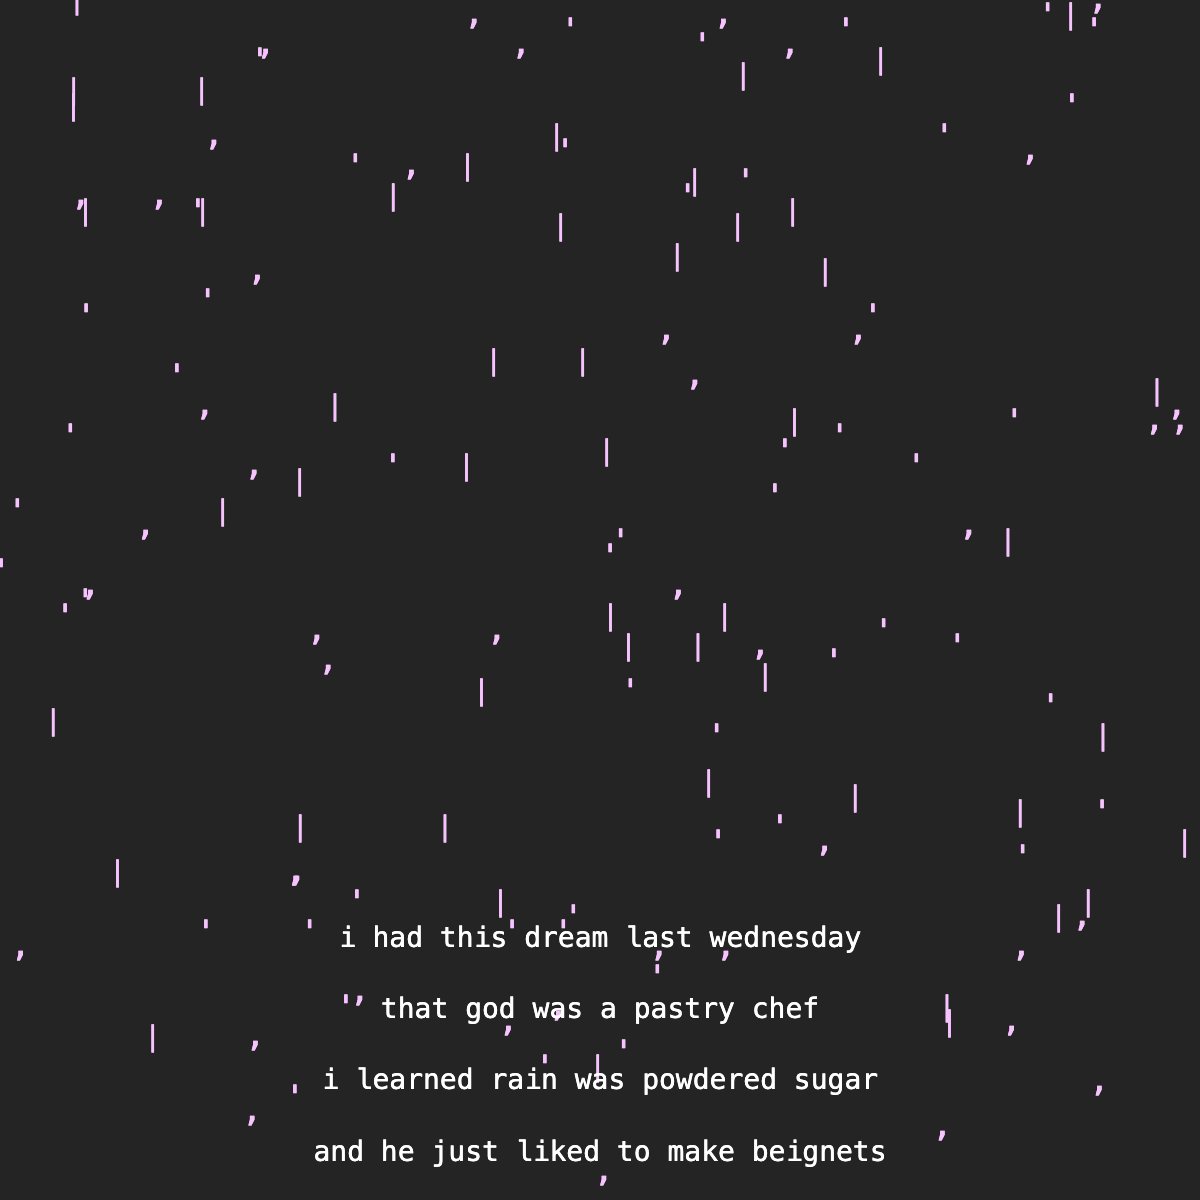 i had this dream last wednesday
that god was a pastry chef
i learned rain was powdered sugar
and he just liked to make beignets